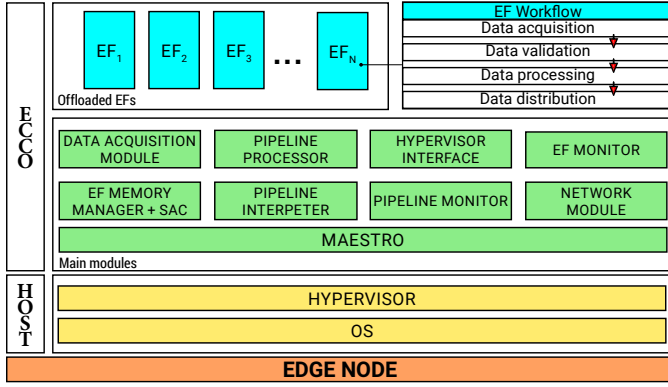 ECCO
EF1
EF2
EF3
...
EFN
Offloaded EFs
EF Workflow
Data acquisition
Data validation
Data processing
Data distribution
DATA ACQUISITION
MODULE
PIPELINE
PROCESSOR
HYPERVISOR
INTERFACE
EF MONITOR
EF MEMORY
MANAGER + SAC
PIPELINE
INTERPETER
PIPELINE MONITOR
NETWORK
MODULE
MAESTRO
Main modules
HOST
HYPERVISOR
OS
EDGE NODE